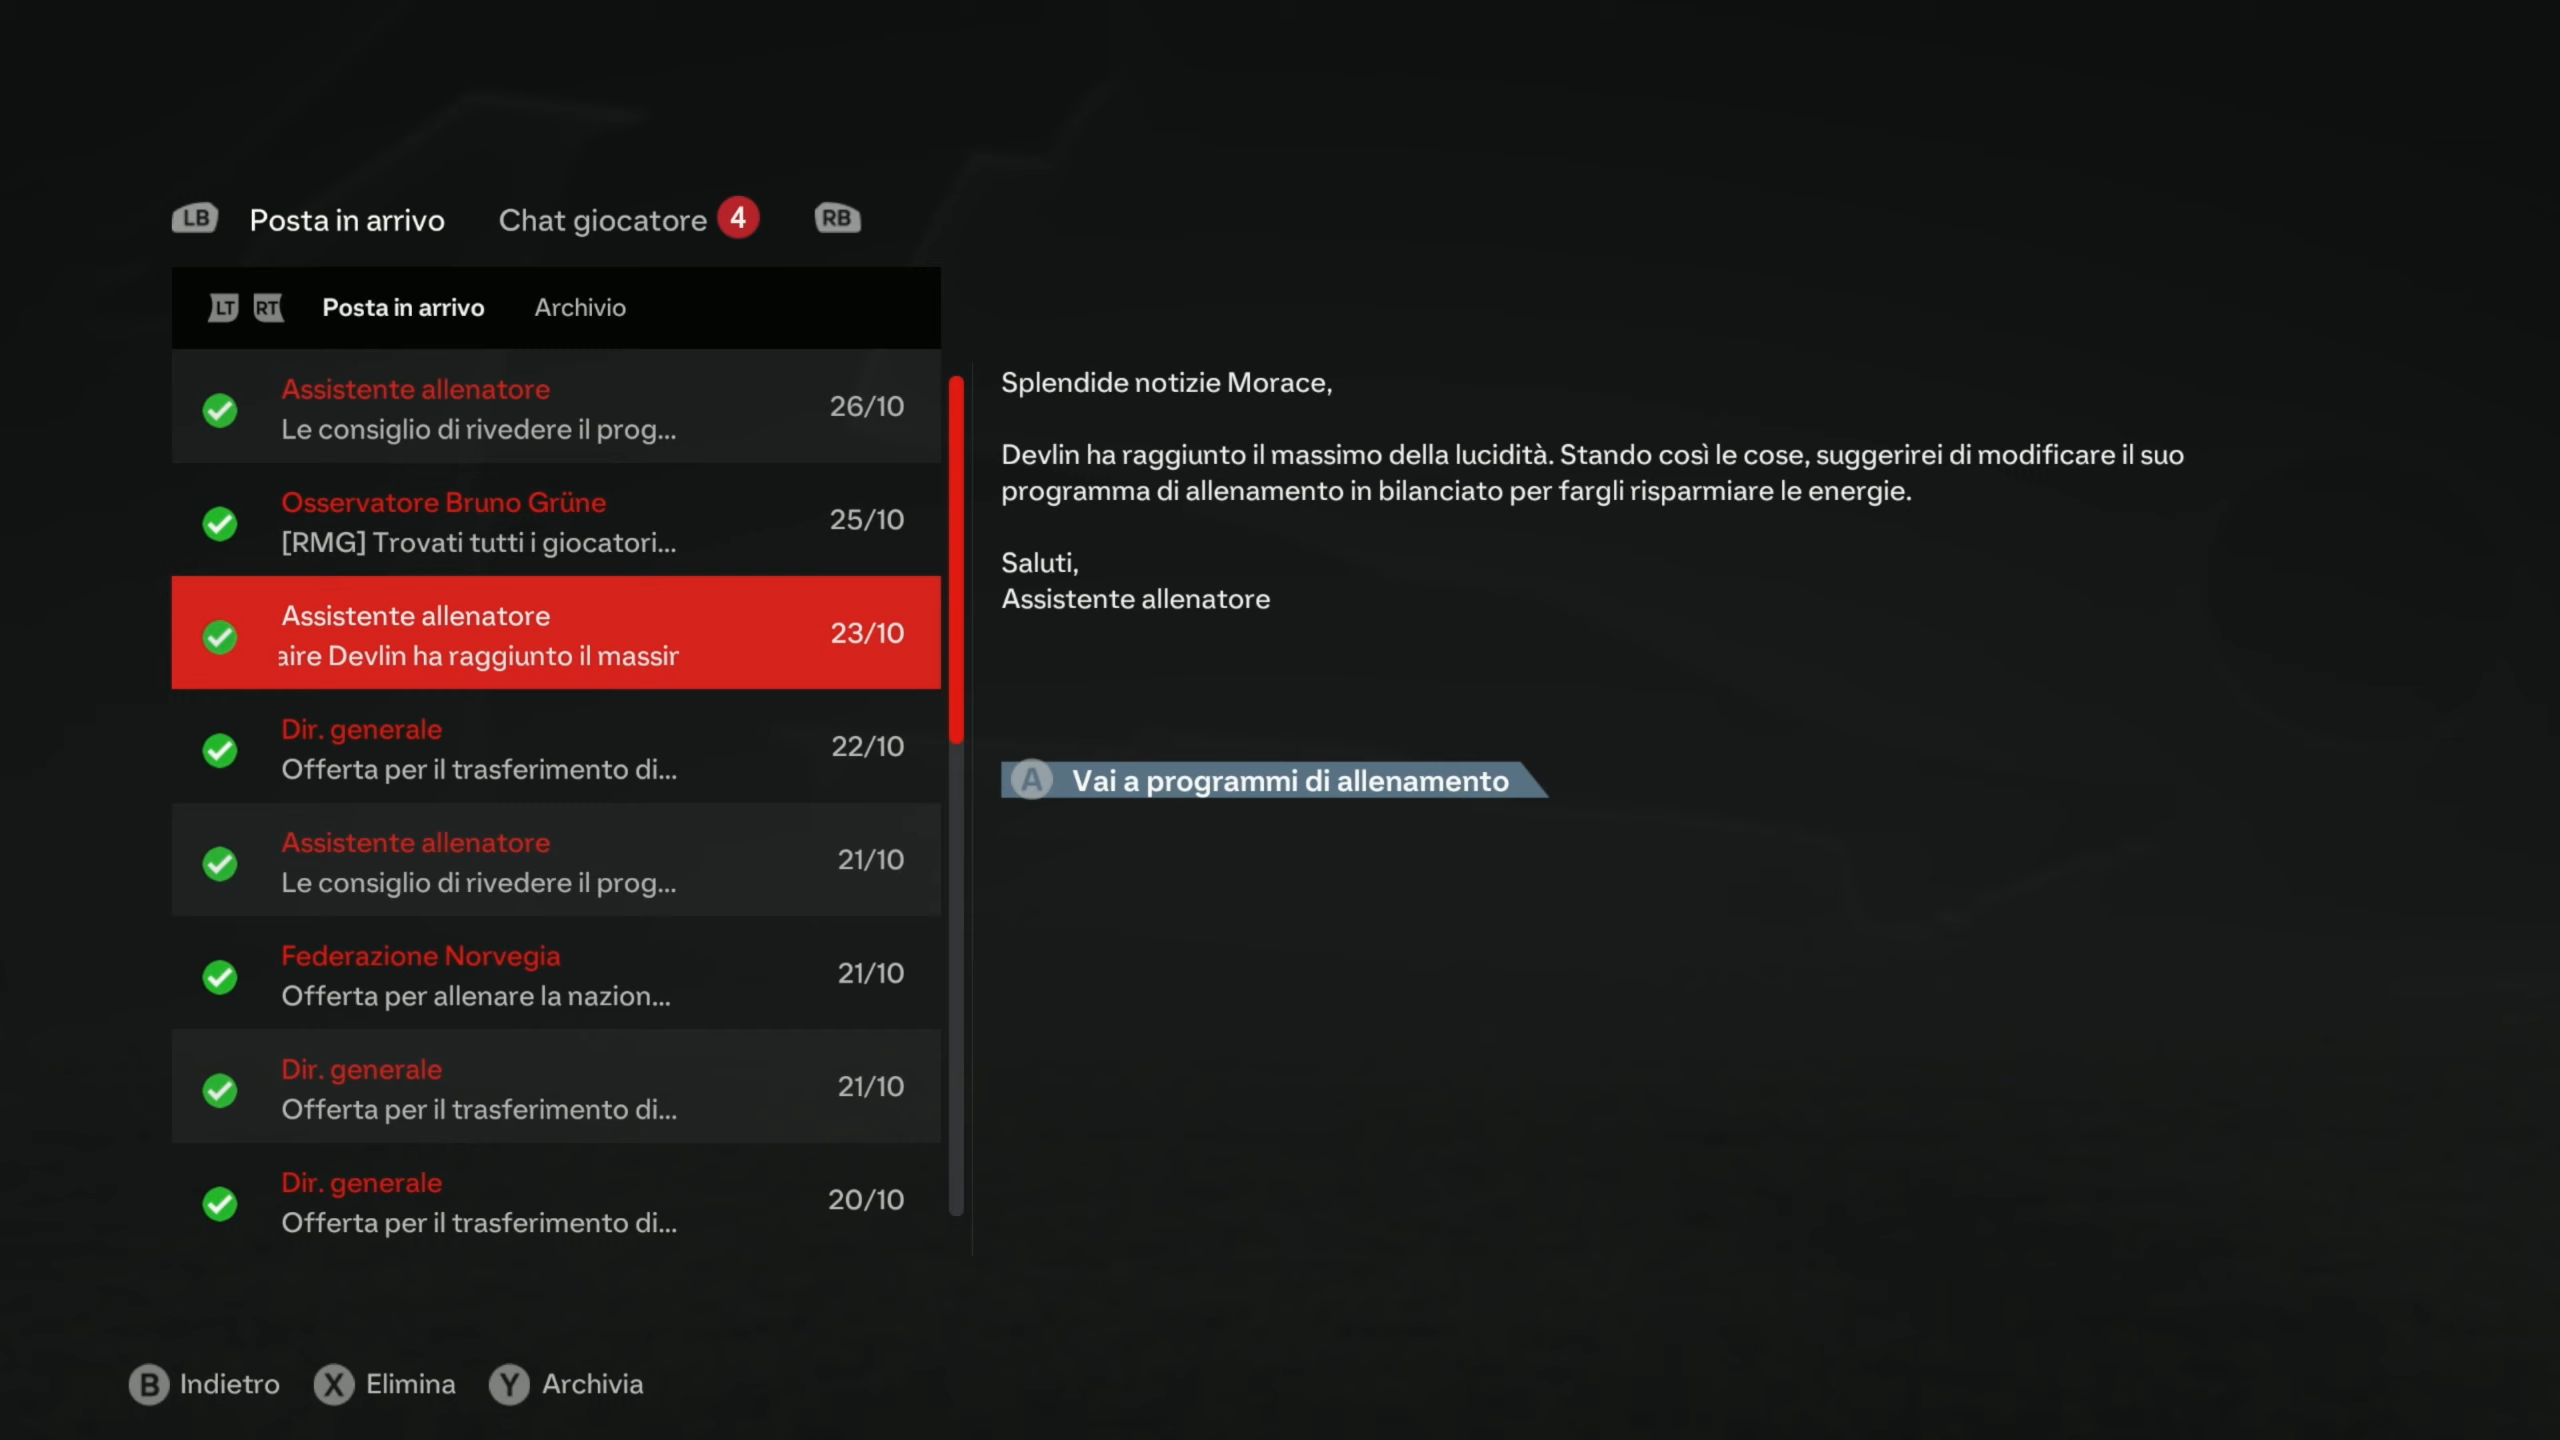 LB Posta in arrivo Chat giocatore 4 RB
LT RT Posta in arrivo Archivio
Assistente allenatore
Le consiglio di rivedere il prog...
26/10
Osservatore Bruno Grüne
[RMG] Trovati tutti i giocatori...
25/10
Assistente allenatore
aire Devlin ha raggiunto il massir
23/10
Dir. generale
Offerta per il trasferimento di...
22/10
Assistente allenatore
Le consiglio di rivedere il prog...
21/10
Federazione Norvegia
Offerta per allenare la nazion...
21/10
Dir. generale
Offerta per il trasferimento di...
21/10
Dir. generale
Offerta per il trasferimento di...
20/10
Splendide notizie Morace,
Devlin ha raggiunto il massimo della lucidità. Stando così le cose, suggerirei di modificare il suo
programma di allenamento in bilanciato per fargli risparmiare le energie.
Saluti,
Assistente allenatore
A Vai a programmi di allenamento
B Indietro X Elimina Y Archivia